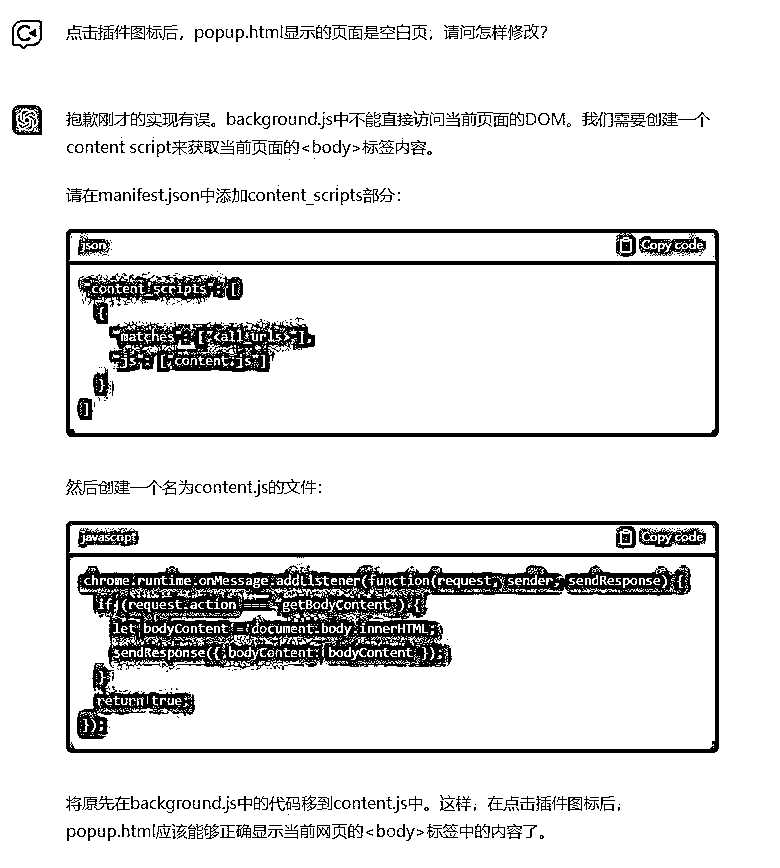 点击插件图标后，popup.html显示的页面是空白页，请问怎样修改？
抱歉刚才的实现有误。background.js中不能直接访问当前页面的DOM。我们需要创建一个
content script来获取当前页面的<body>标签内容。
请在manifest.json中添加content_scripts部分：
json
Copy code
"content_scripts": [
{
"matches": ["<all_urls>"],
"js": ["content.js"]
}
]
然后创建一个名为content.js的文件：
javascript
Copy code
chrome.runtime.onMessage.addListener(function(request, sender, sendResponse) {
if (request.action === "getBodyContent") {
let bodyContent = document.body.innerHTML;
sendResponse({ bodyContent: bodyContent });
}
return true;
});
将原先在background.js中的代码移到content.js中。这样，在点击插件图标后，
popup.html应该能够正确显示当前网页的<body>标签中的内容了。